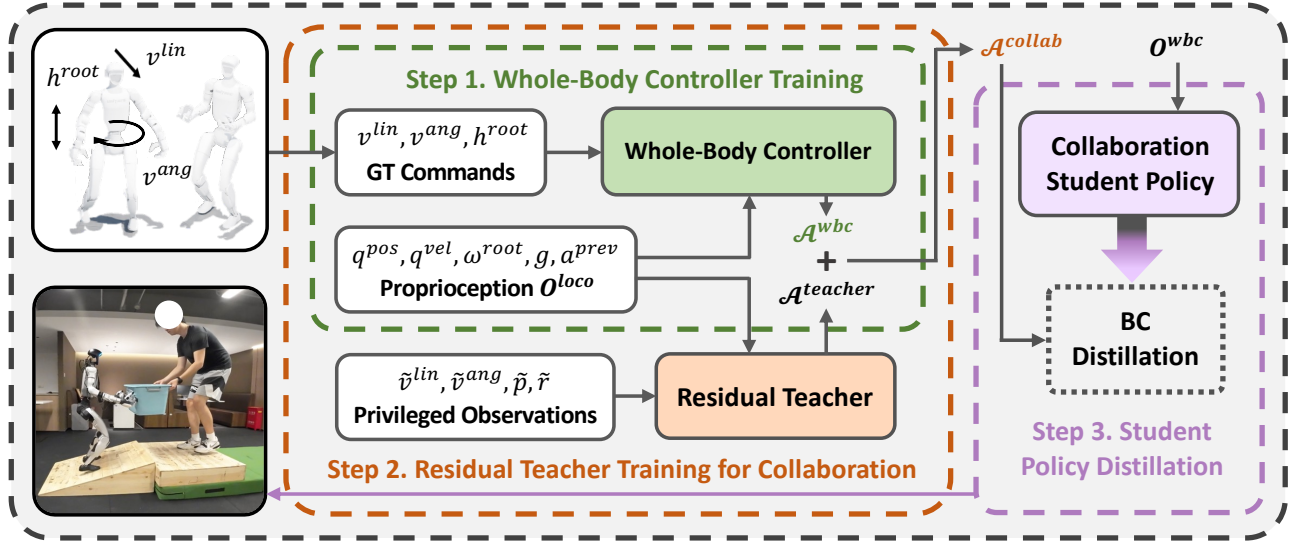 v^{lin}
h^{root}
v^{ang}
Step 1. Whole-Body Controller Training
v^{lin}, v^{ang}, h^{root}
GT Commands
Whole-Body Controller
𝒜^{wbc}
+
𝒜^{teacher}
q^{pos}, q^{vel}, ω^{root}, g, a^{prev}
Proprioception O^{loco}
ṽ^{lin}, ṽ^{ang}, p̃, r̃
Privileged Observations
Residual Teacher
Step 2. Residual Teacher Training for Collaboration
𝒜^{collab}
O^{wbc}
Collaboration
Student Policy
BC
Distillation
Step 3. Student
Policy Distillation